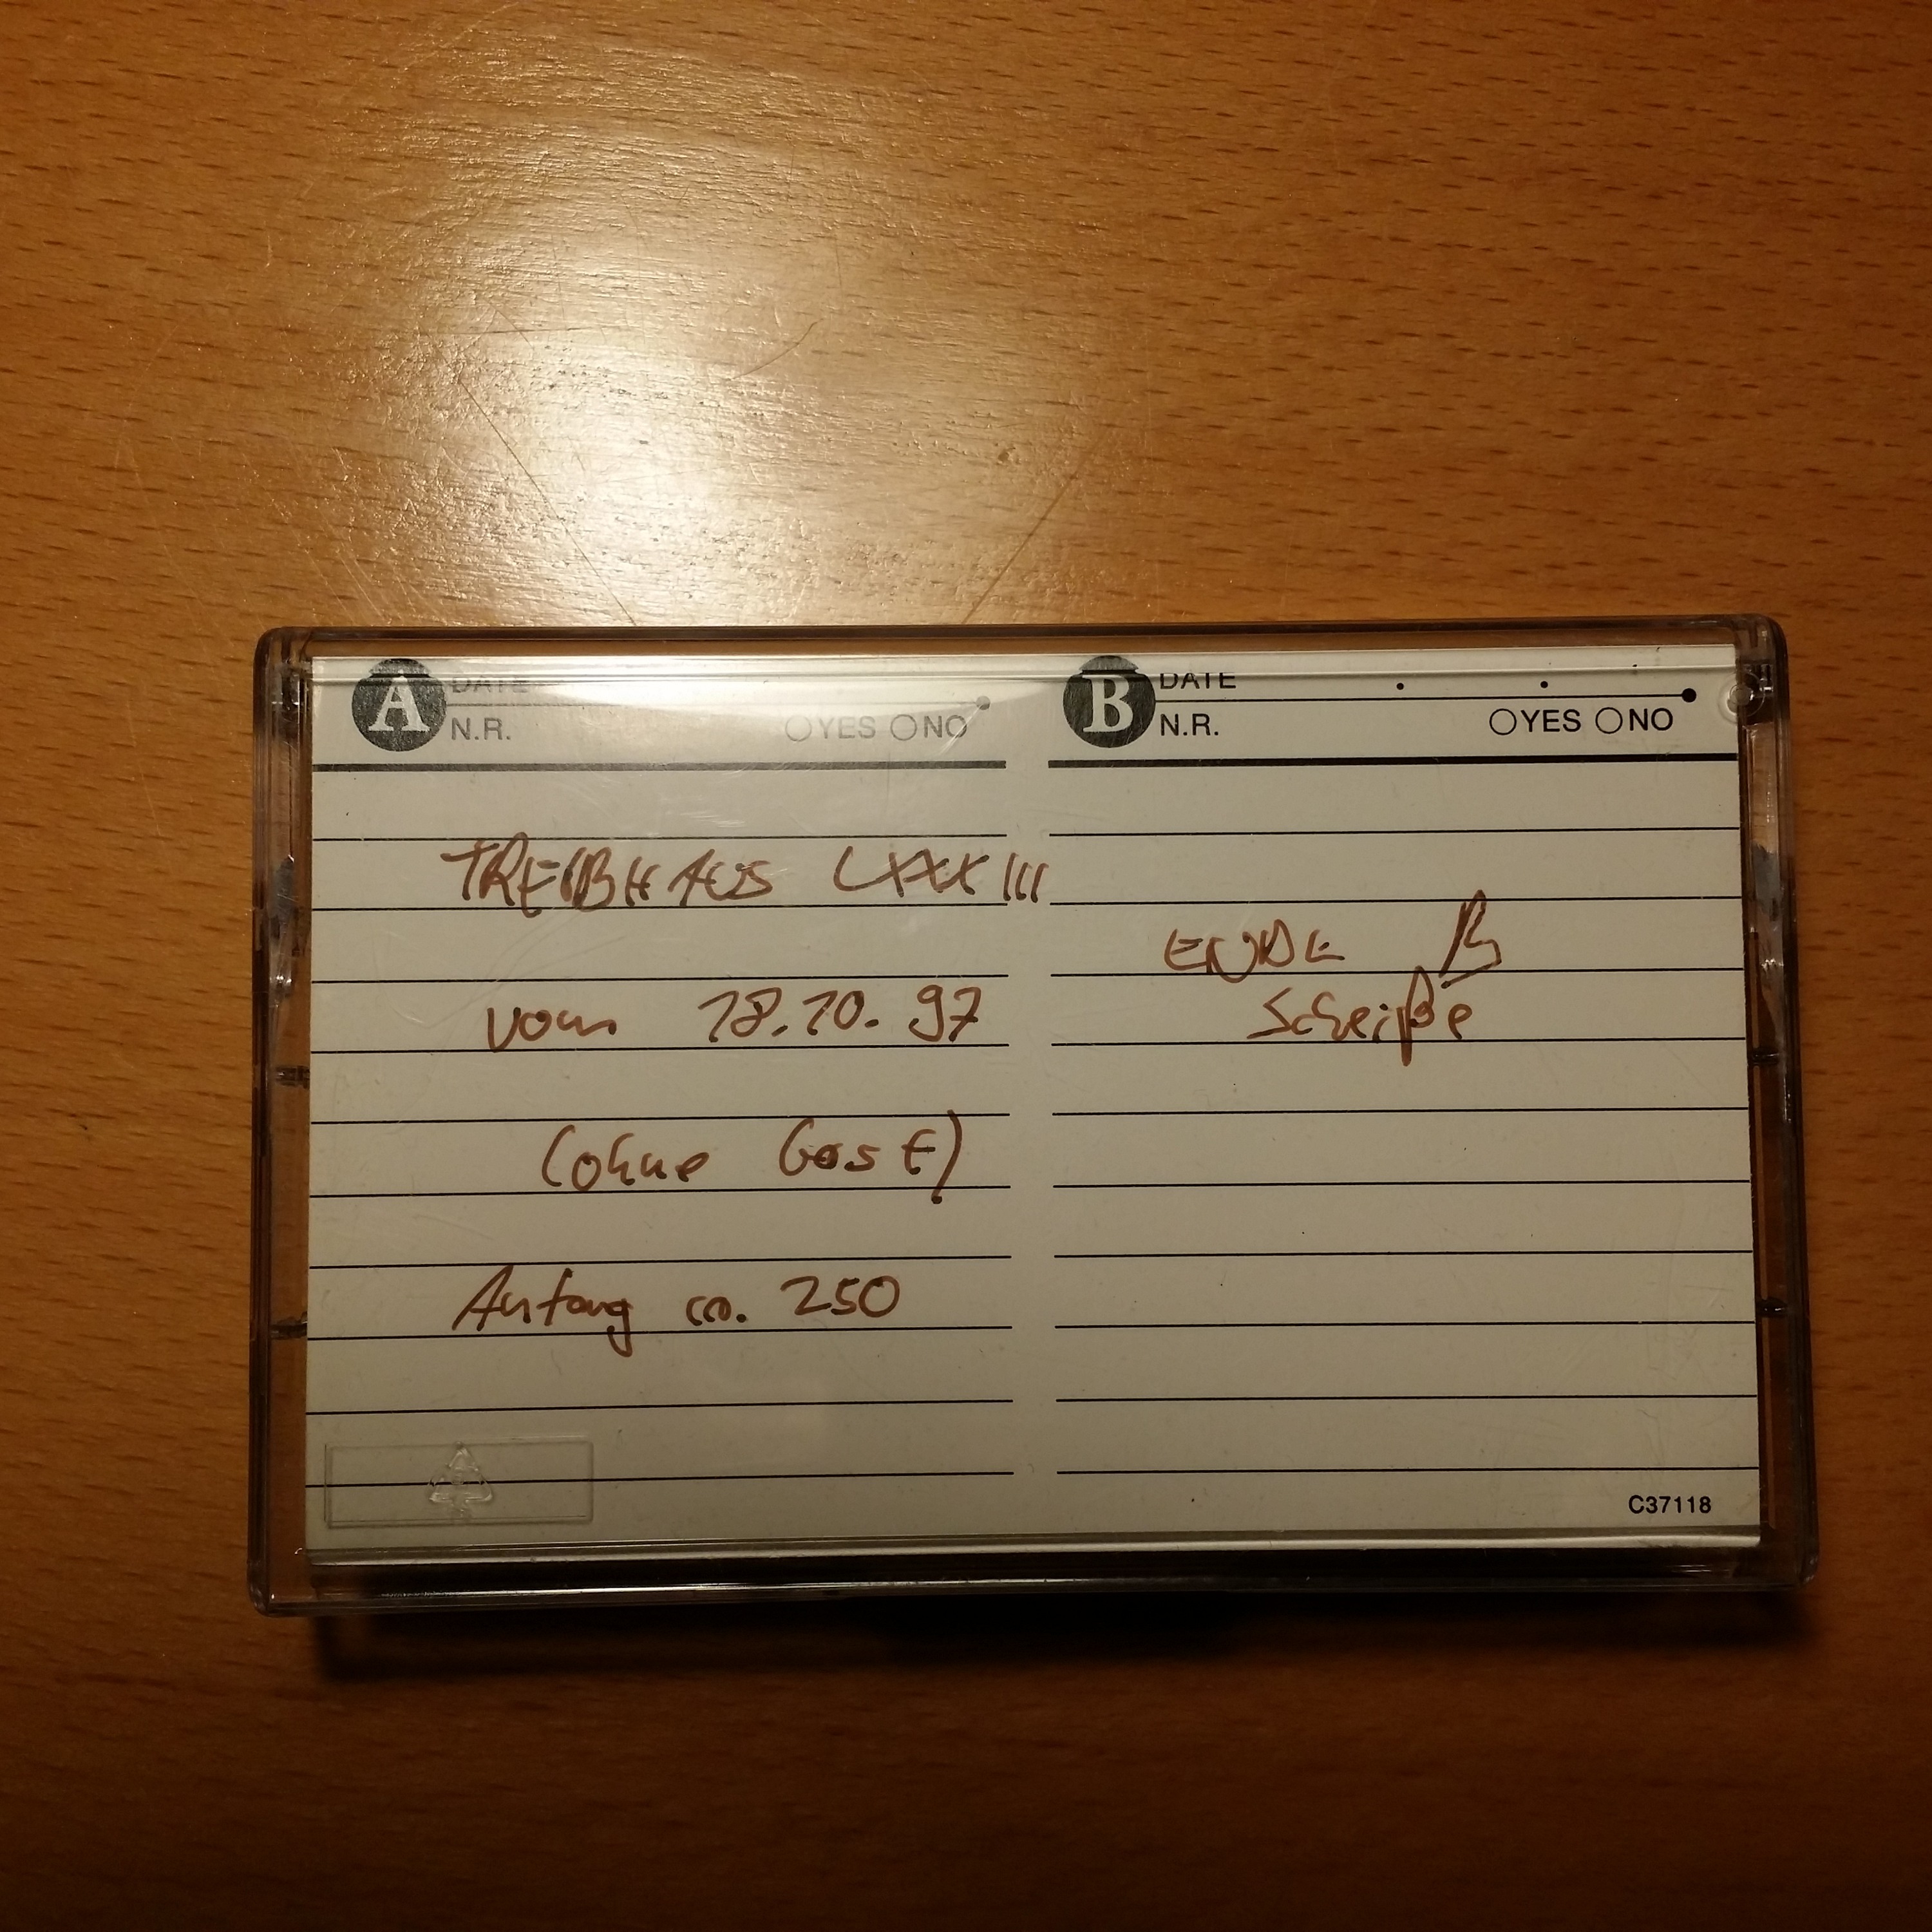 A DATE
N.R. YES NO
TREIBHAUS LXXXIII
vom 18.10.97
(ohne Gast)
Anfang ca. 250
B DATE
N.R. YES NO
ENDE B
Scheiße
C37118